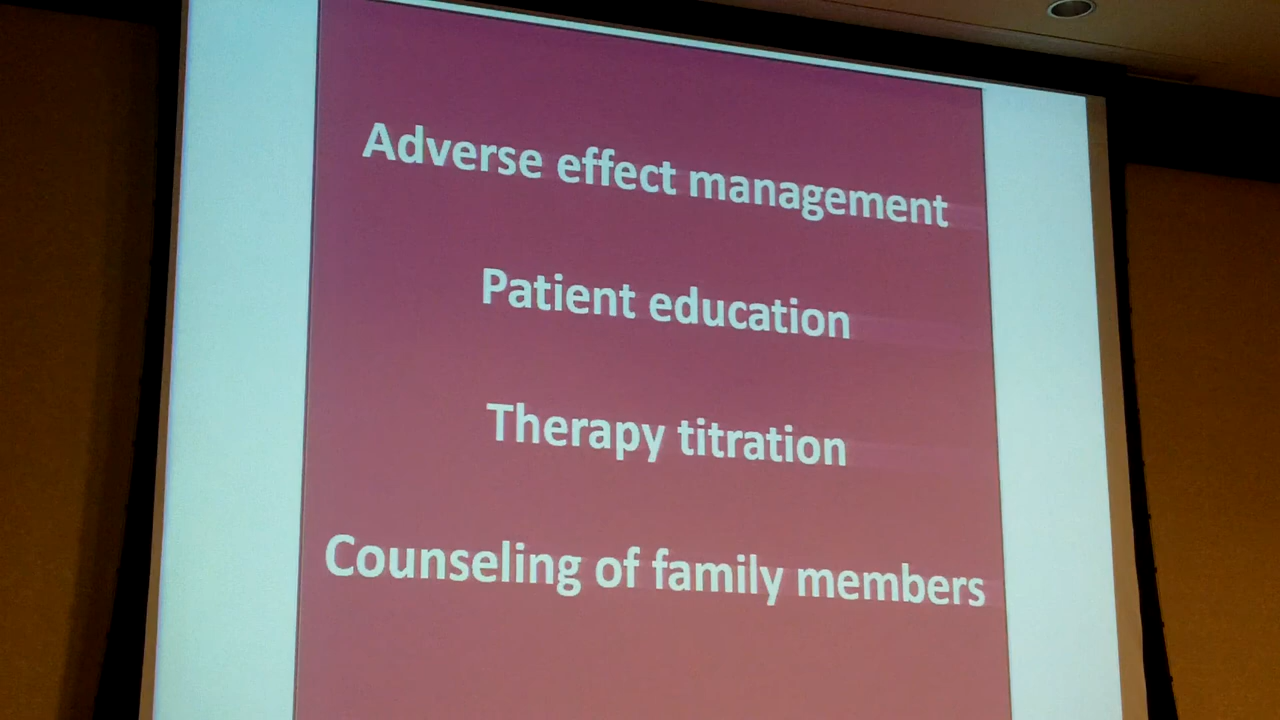 Adverse effect management
Patient education
Therapy titration
Counseling of family members